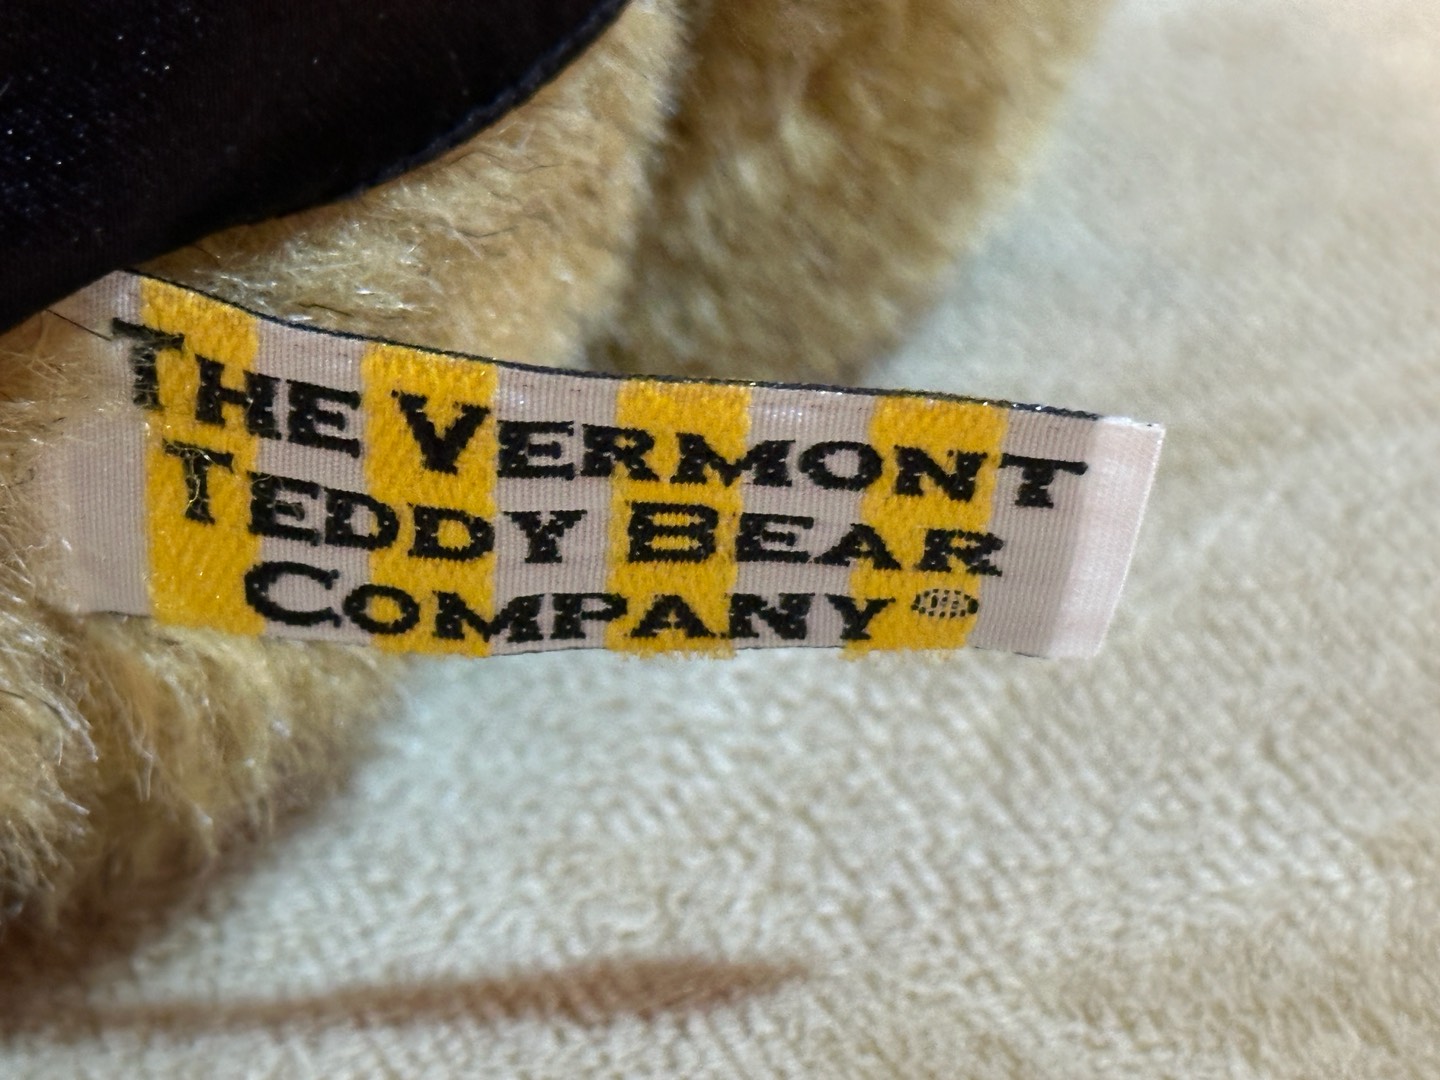 THE VERMONT
TEDDY BEAR
COMPANY ®